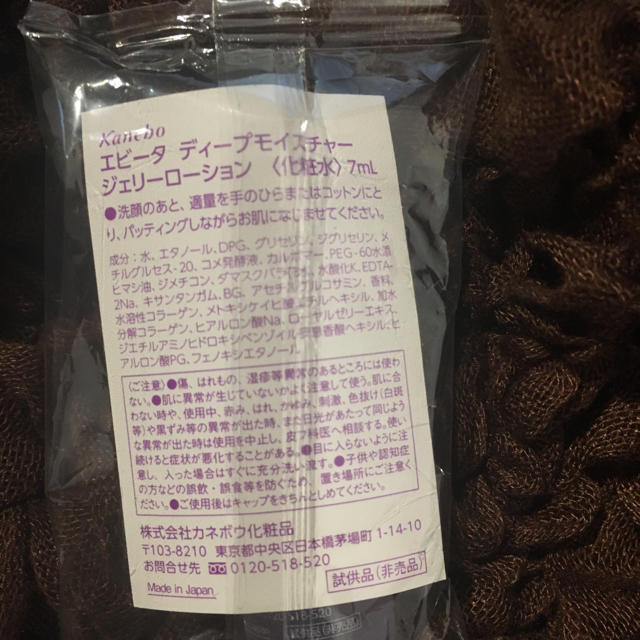 Kanebo
エビータ ディープモイスチャー
ジェリーローション 〈化粧水〉 7mL
●洗顔のあと、適量を手のひらまたはコットンにと
り、パッティングしながらお肌になじませてください。
成分：水、エタノール、DPG、グリセリン、ジグリセリン、メ
チルグルセス-20、コメ発酵液、カルボマー、PEG-60水添
ヒマシ油、ジメチコン、ダマスクバラ花水、水酸化K、EDTA-
2Na、キサンタンガム、BG、アセチルグルコサミン、香料、
水溶性コラーゲン、メトキシケイヒ酸エチルヘキシル、加水
分解コラーゲン、ヒアルロン酸Na、ローヤルゼリーエキス、
ジエチルアミノヒドロキシベンゾイル安息香酸ヘキシル、ヒ
アルロン酸PG、フェノキシエタノール
〈ご注意〉●傷、はれもの、湿疹等異常のあるところには使わ
ない。●肌に異常が生じていないかよく注意して使う。肌に合
わない時や、使用中、赤み、はれ、かゆみ、刺激、色抜け(白斑
等)や黒ずみ等の異常が出た時、また日光があたって同じよう
な異常が出た時は使用を中止し、皮フ科医へ相談する。使い
続けると症状が悪化することがある。●目に入らないように注
意し、入った場合はすぐに充分洗い流す。●子供や認知症
の方などの誤飲・誤食等を防ぐため、置き場所にご注意く
ださい。●ご使用後はキャップをきちんとしめてください。
株式会社カネボウ化粧品
〒103-8210 東京都中央区日本橋茅場町1-14-10
お問合せ先 0120-518-520
Made in Japan
試供品(非売品)